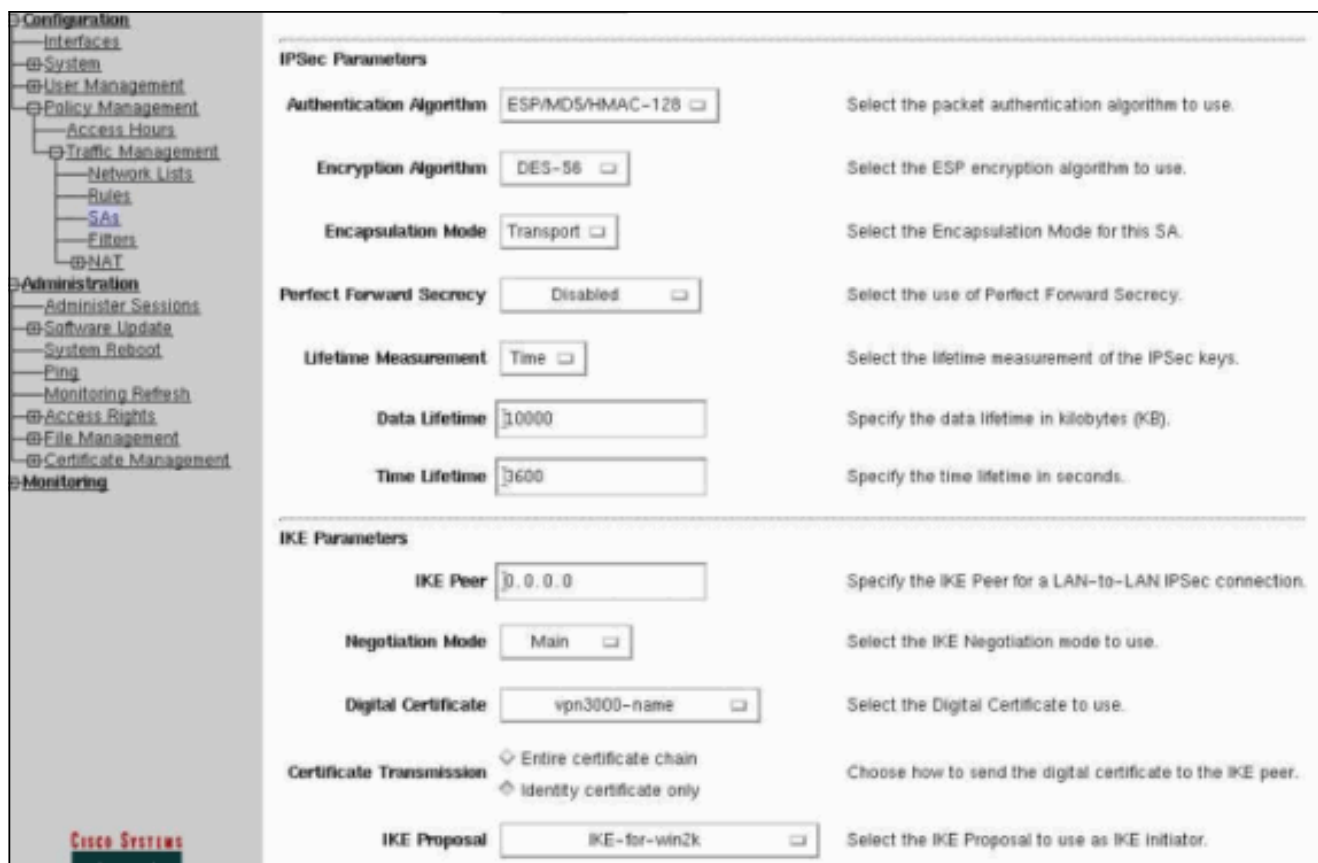 Configuration
Interfaces
System
User Management
Policy Management
Access Hours
Traffic Management
Network Lists
Rules
SAs
Filters
NAT
Administration
Administer Sessions
Software Update
System Reboot
Ping
Monitoring Refresh
Access Rights
File Management
Certificate Management
Monitoring
CISCO SYSTEMS
IPSec Parameters
Authentication Algorithm ESP/MD5/HMAC-128 Select the packet authentication algorithm to use.
Encryption Algorithm DES-56 Select the ESP encryption algorithm to use.
Encapsulation Mode Transport Select the Encapsulation Mode for this SA.
Perfect Forward Secrecy Disabled Select the use of Perfect Forward Secrecy.
Lifetime Measurement Time Select the lifetime measurement of the IPSec keys.
Data Lifetime 10000 Specify the data lifetime in kilobytes (KB).
Time Lifetime 3600 Specify the time lifetime in seconds.
IKE Parameters
IKE Peer 0.0.0.0 Specify the IKE Peer for a LAN-to-LAN IPSec connection.
Negotiation Mode Main Select the IKE Negotiation mode to use.
Digital Certificate vpn3000-name Select the Digital Certificate to use.
Certificate Transmission Entire certificate chain Choose how to send the digital certificate to the IKE peer.
Identity certificate only
IKE Proposal IKE-for-win2k Select the IKE Proposal to use as IKE initiator.